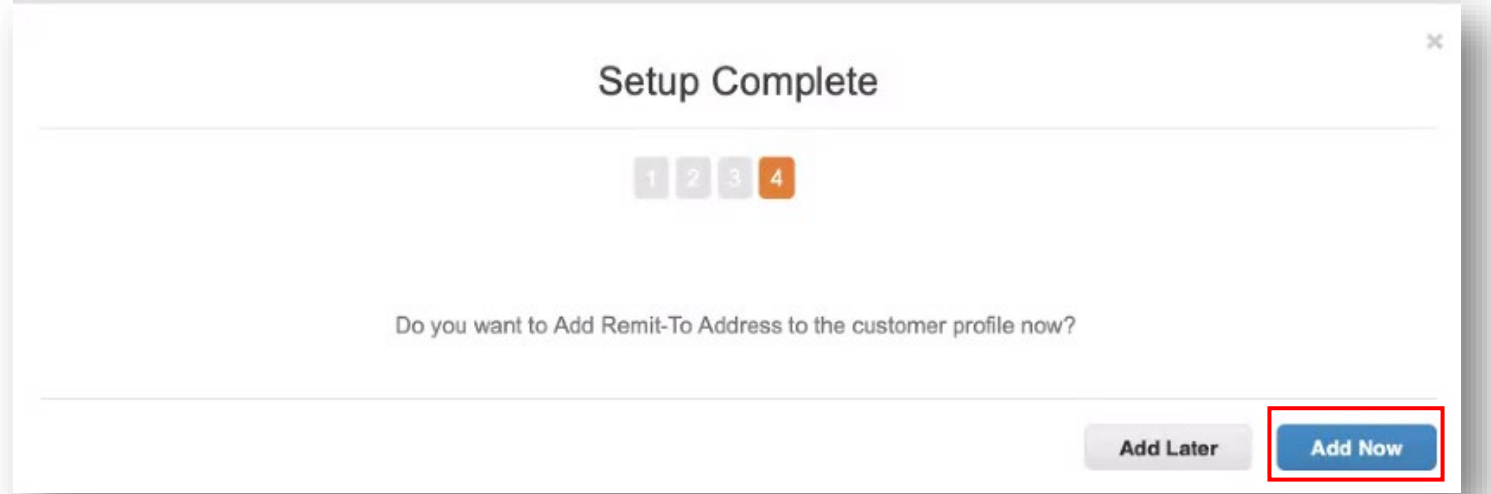 Setup Complete
1 2 3 4
Do you want to Add Remit-To Address to the customer profile now?
Add Later Add Now